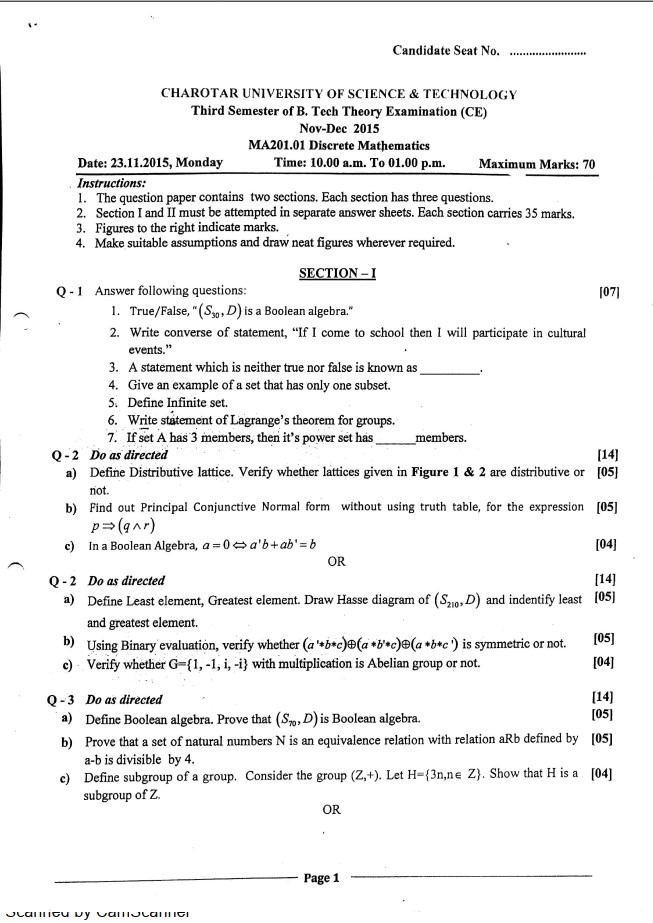 Candidate Seat No. ........................
CHAROTAR UNIVERSITY OF SCIENCE & TECHNOLOGY
Third Semester of B. Tech Theory Examination (CE)
Nov-Dec 2015
MA201.01 Discrete Mathematics
Date: 23.11.2015, Monday Time: 10.00 a.m. To 01.00 p.m. Maximum Marks: 70
Instructions:
1. The question paper contains two sections. Each section has three questions.
2. Section I and II must be attempted in separate answer sheets. Each section carries 35 marks.
3. Figures to the right indicate marks.
4. Make suitable assumptions and draw neat figures wherever required.
SECTION – I
Q - 1 Answer following questions: [07]
1. True/False, "(S₃₀, D) is a Boolean algebra."
2. Write converse of statement, “If I come to school then I will participate in cultural
events.”
3. A statement which is neither true nor false is known as _________.
4. Give an example of a set that has only one subset.
5. Define Infinite set.
6. Write statement of Lagrange’s theorem for groups.
7. If set A has 3 members, then it’s power set has ______members.
Q - 2 Do as directed [14]
a) Define Distributive lattice. Verify whether lattices given in Figure 1 & 2 are distributive or [05]
not.
b) Find out Principal Conjunctive Normal form without using truth table, for the expression [05]
p ⇒ (q ∧ r)
c) In a Boolean Algebra, a = 0 ⇔ a'b + ab' = b [04]
OR
Q - 2 Do as directed [14]
a) Define Least element, Greatest element. Draw Hasse diagram of (S₂₁₀, D) and indentify least [05]
and greatest element.
b) Using Binary evaluation, verify whether (a'*b*c)⊕(a*b'*c)⊕(a*b*c') is symmetric or not. [05]
c) Verify whether G={1, -1, i, -i} with multiplication is Abelian group or not. [04]
Q - 3 Do as directed [14]
a) Define Boolean algebra. Prove that (S₇₀, D) is Boolean algebra. [05]
b) Prove that a set of natural numbers N is an equivalence relation with relation aRb defined by [05]
a-b is divisible by 4.
c) Define subgroup of a group. Consider the group (Z,+). Let H={3n,n∈ Z}. Show that H is a [04]
subgroup of Z.
OR
Page 1
Scanned by CamScanner